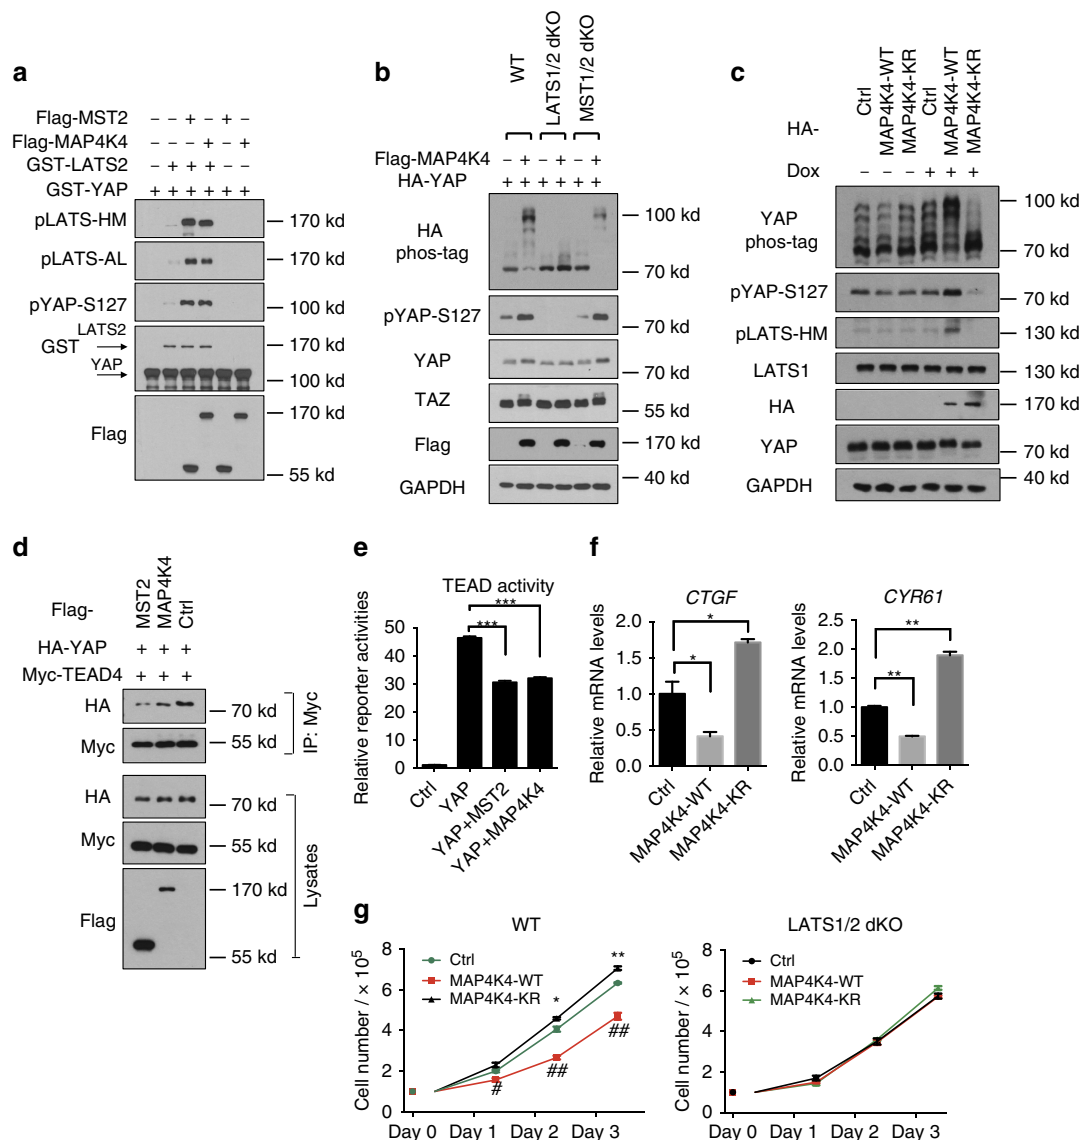 a
Flag-MST2 – – + – + –
Flag-MAP4K4 – – – + – +
GST-LATS2 – + + + – –
GST-YAP + + + + + +
pLATS-HM
170 kd
pLATS-AL
170 kd
pYAP-S127
100 kd
LATS2
GST
170 kd
YAP
100 kd
Flag
170 kd
55 kd
b
WT
LATS1/2 dKO
MST1/2 dKO
Flag-MAP4K4 – + – + – +
HA-YAP + + + + + +
HA
phos-tag
100 kd
70 kd
pYAP-S127
70 kd
YAP
70 kd
TAZ
55 kd
Flag
170 kd
GAPDH
40 kd
c
HA-
Ctrl
MAP4K4-WT
MAP4K4-KR
Ctrl
MAP4K4-WT
MAP4K4-KR
Dox – – – + + +
YAP
phos-tag
100 kd
70 kd
pYAP-S127
70 kd
pLATS-HM
130 kd
LATS1
130 kd
HA
170 kd
YAP
70 kd
GAPDH
40 kd
d
Flag-
MST2
MAP4K4
Ctrl
HA-YAP + + +
Myc-TEAD4 + + +
HA
70 kd
Myc
55 kd
IP: Myc
HA
70 kd
Myc
55 kd
Flag
170 kd
55 kd
Lysates
e
TEAD activity
***
***
Relative reporter activities
50
40
30
20
10
0
Ctrl
YAP
YAP+MST2
YAP+MAP4K4
f
CTGF
*
*
Relative mRNA levels
2.0
1.5
1.0
0.5
0.0
Ctrl
MAP4K4-WT
MAP4K4-KR
CYR61
**
**
Relative mRNA levels
2.5
2.0
1.5
1.0
0.5
0.0
Ctrl
MAP4K4-WT
MAP4K4-KR
g
WT
Ctrl
MAP4K4-WT
MAP4K4-KR
Cell number / × 10⁵
8
6
4
2
0
*
**
#
##
##
Day 0 Day 1 Day 2 Day 3
LATS1/2 dKO
Ctrl
MAP4K4-WT
MAP4K4-KR
Cell number / × 10⁵
8
6
4
2
0
Day 0 Day 1 Day 2 Day 3